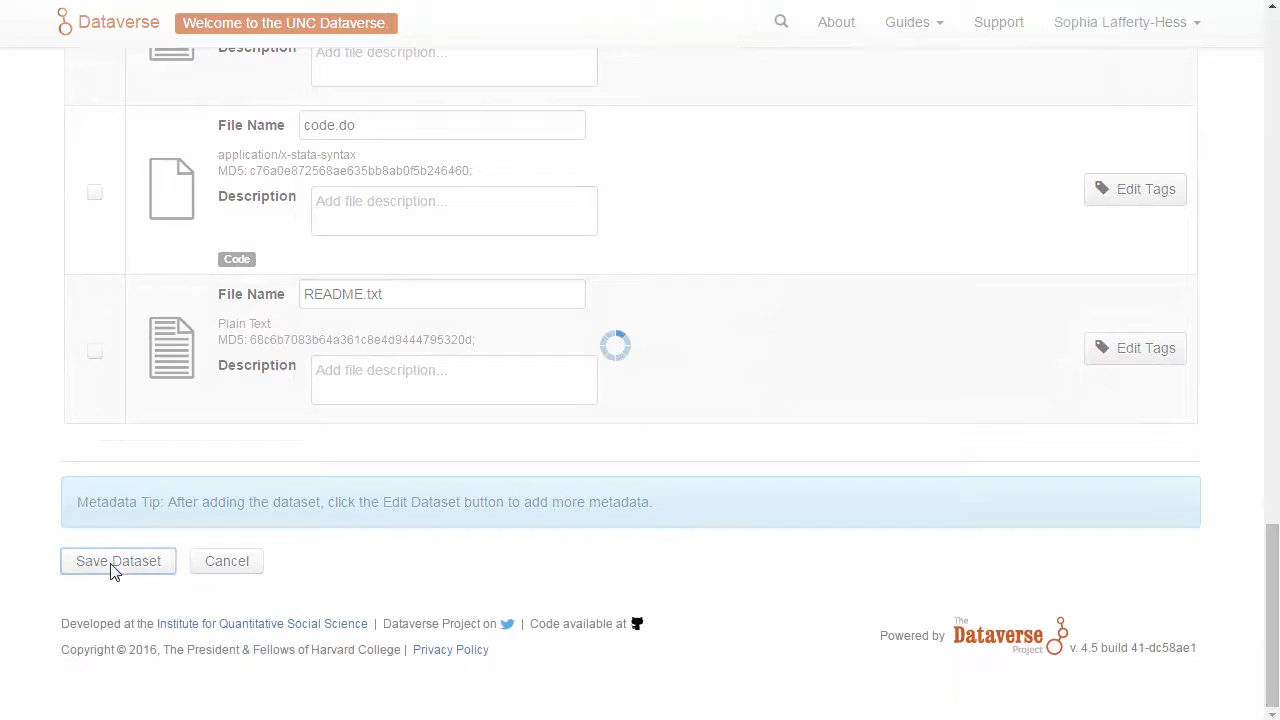 Dataverse Welcome to the UNC Dataverse. About Guides Support Sophia Lafferty-Hess
Description Add file description...
File Name code.do
application/x-stata-syntax
MD5: c76a0e872568ae635bb8ab0f5b246460;
Edit Tags
Description Add file description...
Code
File Name README.txt
Plain Text
MD5: 68c6b7083b64a361c8e4d9444795320d;
Edit Tags
Description Add file description...
Metadata Tip: After adding the dataset, click the Edit Dataset button to add more metadata.
Save Dataset Cancel
Developed at the Institute for Quantitative Social Science | Dataverse Project on | Code available at
Copyright © 2016, The President & Fellows of Harvard College | Privacy Policy
Powered by The Dataverse Project v. 4.5 build 41-dc58ae1